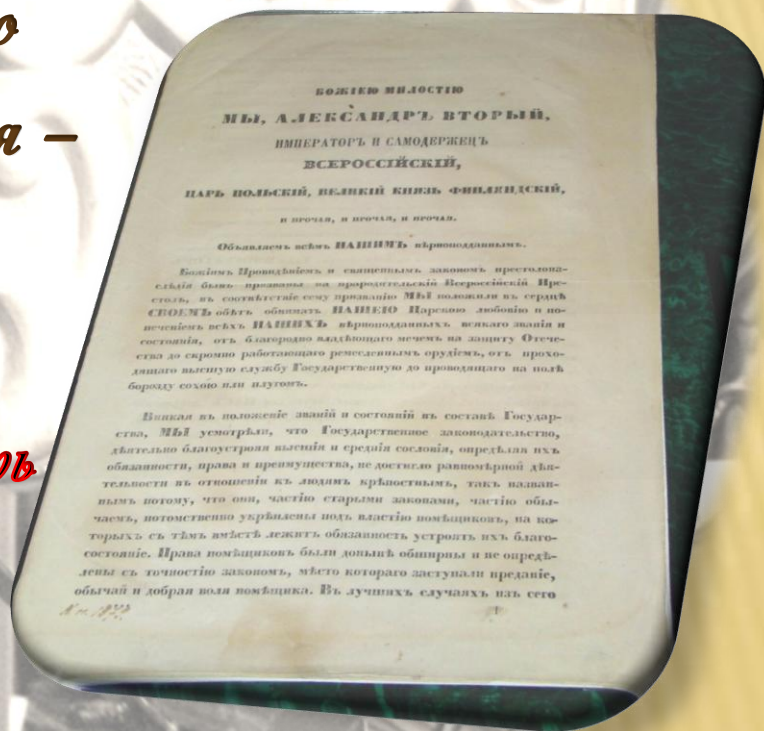 о
я –
рь
БОЖІЕЮ МИЛОСТІЮ
МЫ, АЛЕКСАНДРЪ ВТОРЫЙ,
ИМПЕРАТОРЪ И САМОДЕРЖЕЦЪ
ВСЕРОССІЙСКІЙ,
ЦАРЬ ПОЛЬСКІЙ, ВЕЛИКІЙ КНЯЗЬ ФИНЛЯНДСКІЙ,
и прочая, и прочая, и прочая.
Объявляемъ всѣмъ НАШИМЪ вѣрноподданнымъ.
Божіимъ Провидѣніемъ и священнымъ закономъ престолона-
слѣдія бывъ призваны на прородительскій Всероссійскій Пре-
столъ, въ соотвѣтствіе сему призванію МЫ положили въ сердцѣ
СВОЕМЪ обѣтъ обнимать НАШЕЮ Царскою любовію и по-
печеніемъ всѣхъ НАШИХЪ вѣрноподданныхъ всякаго званія и
состоянія, отъ благородно владѣющаго мечемъ на защиту Отече-
ства до скромно работающаго ремесленнымъ орудіемъ, отъ прохо-
дящаго высшую службу Государственную до проводящаго на полѣ
борозду сохою или плугомъ.
Вникая въ положеніе званій и состояній въ составѣ Государ-
ства, МЫ усмотрѣли, что Государственное законодательство,
дѣятельно благоустрояя высшія и среднія сословія, опредѣляя ихъ
обязанности, права и преимущества, не достигло равномѣрной дѣя-
тельности въ отношеніи къ людямъ крѣпостнымъ, такъ назван-
нымъ потому, что они, частію старыми законами, частію обы-
чаемъ, потомственно укрѣплены подъ властію помѣщиковъ, на ко-
торыхъ съ тѣмъ вмѣстѣ лежитъ обязанность устроять ихъ благо-
состояніе. Права помѣщиковъ были донынѣ обширны и не опредѣ-
лены съ точностію закономъ, мѣсто котораго заступали преданіе,
обычай и добрая воля помѣщика. Въ лучшихъ случаяхъ изъ сего